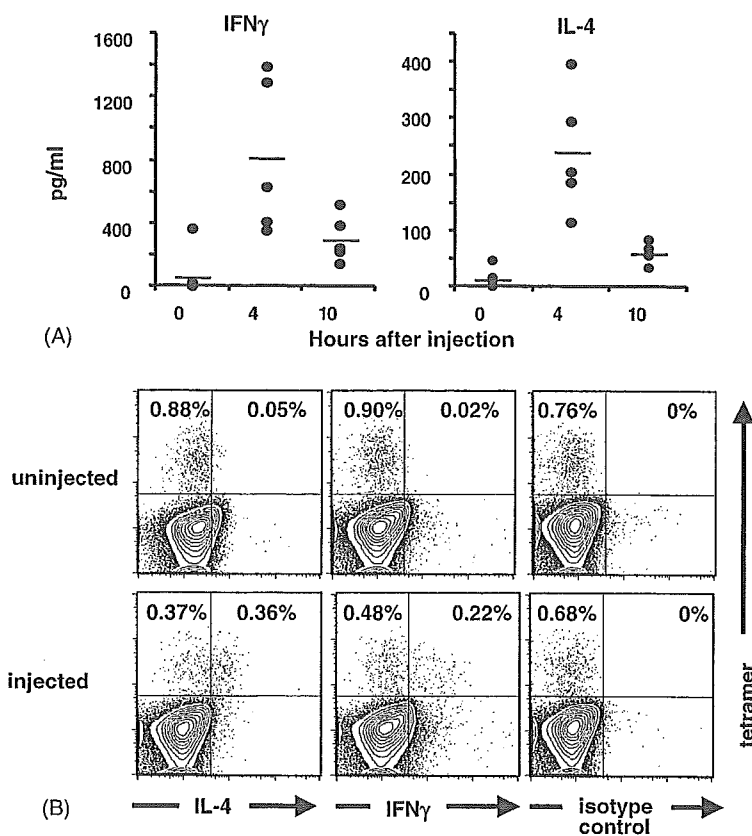 IFNγ
IL-4
1600
1200
800
400
0
pg/ml
400
300
200
100
0
0
4
10
0
4
10
Hours after injection
(A)
uninjected
0.88%
0.05%
0.90%
0.02%
0.76%
0%
injected
0.37%
0.36%
0.48%
0.22%
0.68%
0%
tetramer
(B)
IL-4
IFNγ
isotype
control